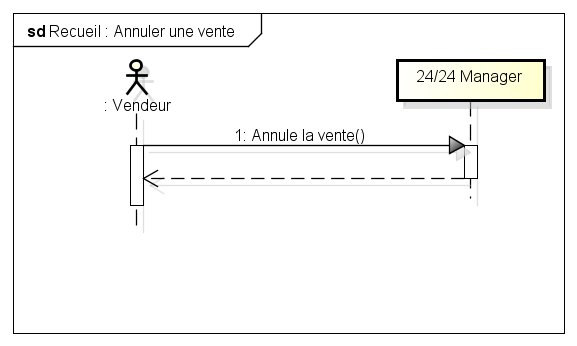 sd Recueil : Annuler une vente
: Vendeur
24/24 Manager
1: Annule la vente()